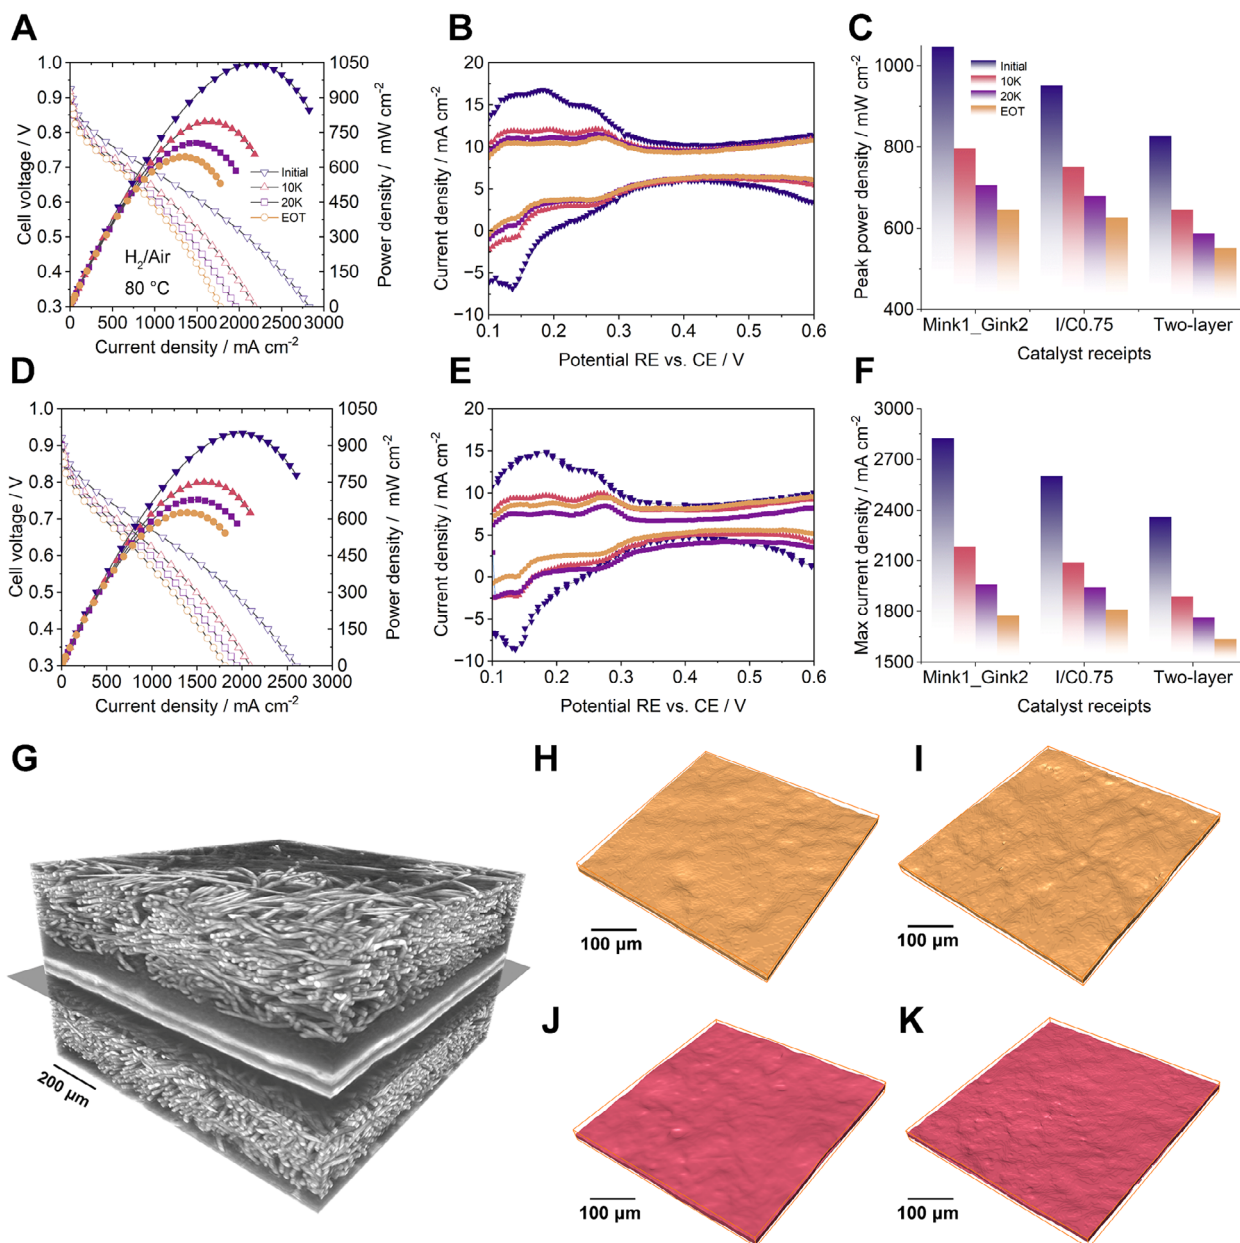 A
1.0
0.9
0.8
0.7
0.6
0.5
0.4
0.3
Cell voltage / V
1050
900
750
600
450
300
150
0
Power density / mW cm-2
Initial
10K
20K
EOT
H2/Air
80 °C
0 500 1000 1500 2000 2500 3000
Current density / mA cm-2
B
20
15
10
5
0
−5
−10
Current density / mA cm-2
0.1 0.2 0.3 0.4 0.5 0.6
Potential RE vs. CE / V
C
1000
800
600
400
Peak power density / mW cm-2
Initial
10K
20K
EOT
Mink1_Gink2 I/C0.75 Two-layer
Catalyst receipts
D
1.0
0.9
0.8
0.7
0.6
0.5
0.4
0.3
Cell voltage / V
1050
900
750
600
450
300
150
0
Power density / mW cm-2
0 500 1000 1500 2000 2500 3000
Current density / mA cm-2
E
20
15
10
5
0
−5
−10
Current density / mA cm-2
0.1 0.2 0.3 0.4 0.5 0.6
Potential RE vs. CE / V
F
3000
2700
2400
2100
1800
1500
Max current density / mA cm-2
Mink1_Gink2 I/C0.75 Two-layer
Catalyst receipts
G
200 µm
H
100 µm
I
100 µm
J
100 µm
K
100 µm